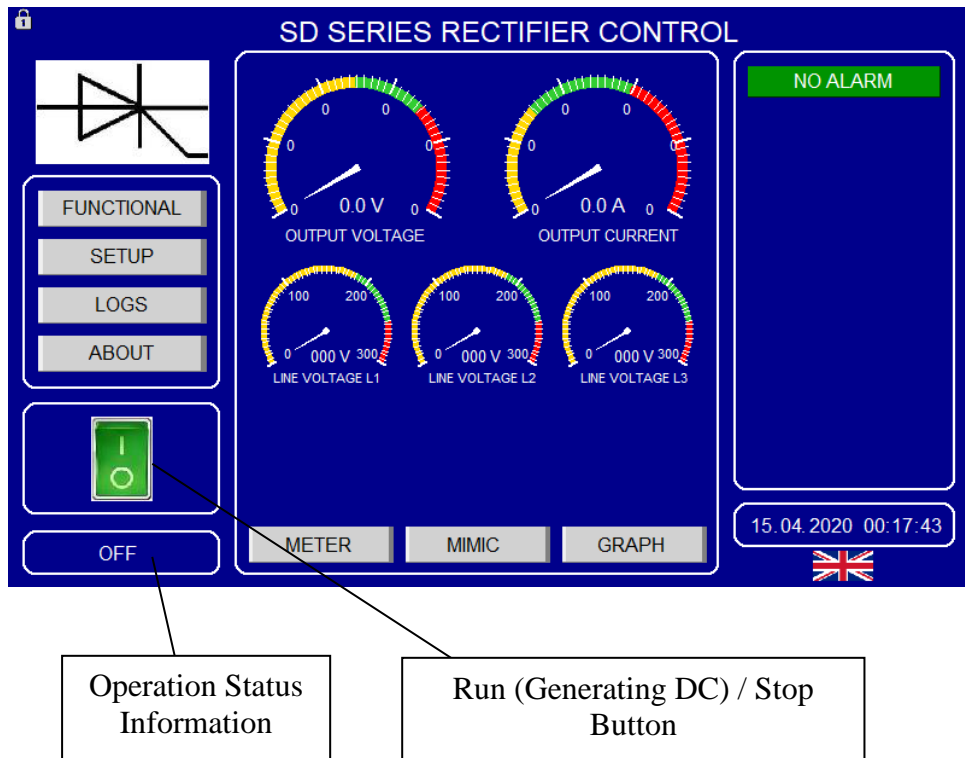 SD SERIES RECTIFIER CONTROL
FUNCTIONAL
SETUP
LOGS
ABOUT
I
O
OFF
0 0
0 0
0 0.0 V 0
OUTPUT VOLTAGE
0 0
0
0 0.0 A 0
OUTPUT CURRENT
100 200
0 000 V 300
LINE VOLTAGE L1
100 200
0 000 V 300
LINE VOLTAGE L2
100 200
0 000 V 300
LINE VOLTAGE L3
METER MIMIC GRAPH
NO ALARM
15.04.2020 00:17:43
Operation Status
Information
Run (Generating DC) / Stop
Button